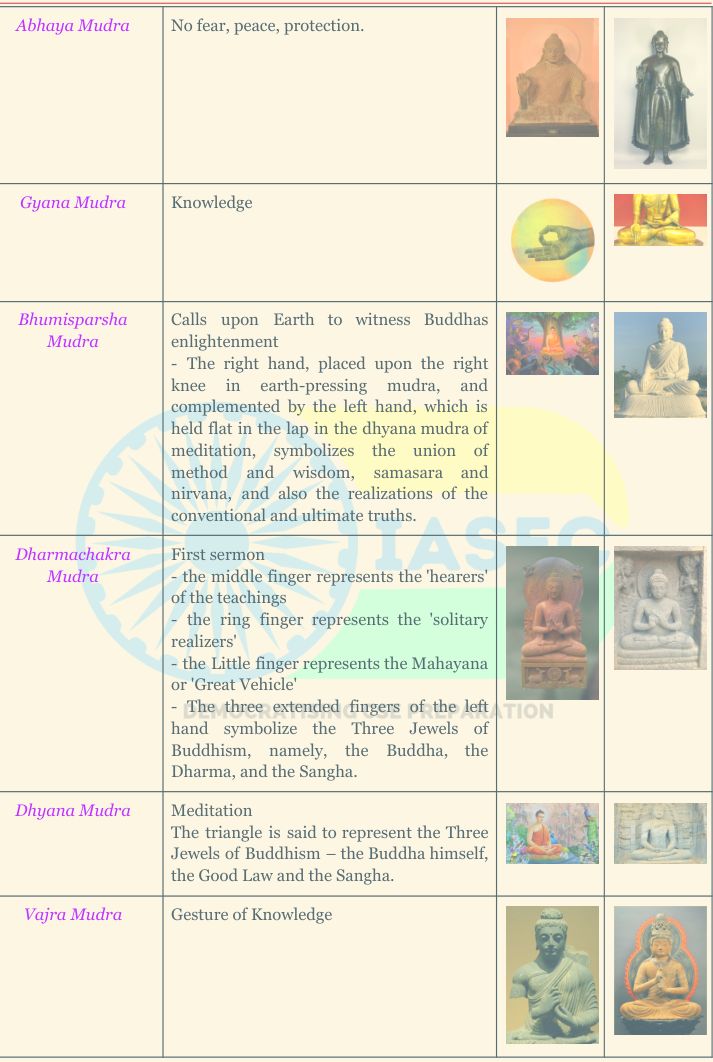 Abhaya Mudra
No fear, peace, protection.
Gyana Mudra
Knowledge
Bhumisparsha
Mudra
Calls upon Earth to witness Buddhas
enlightenment
- The right hand, placed upon the right
knee in earth-pressing mudra, and
complemented by the left hand, which is
held flat in the lap in the dhyana mudra of
meditation, symbolizes the union of
method and wisdom, samasara and
nirvana, and also the realizations of the
conventional and ultimate truths.
Dharmachakra
Mudra
First sermon
- the middle finger represents the 'hearers'
of the teachings
- the ring finger represents the 'solitary
realizers'
- the Little finger represents the Mahayana
or 'Great Vehicle'
- The three extended fingers of the left
hand symbolize the Three Jewels of
Buddhism, namely, the Buddha, the
Dharma, and the Sangha.
Dhyana Mudra
Meditation
The triangle is said to represent the Three
Jewels of Buddhism – the Buddha himself,
the Good Law and the Sangha.
Vajra Mudra
Gesture of Knowledge
IASEC
DEMOCRATISING CSE PREPARATION